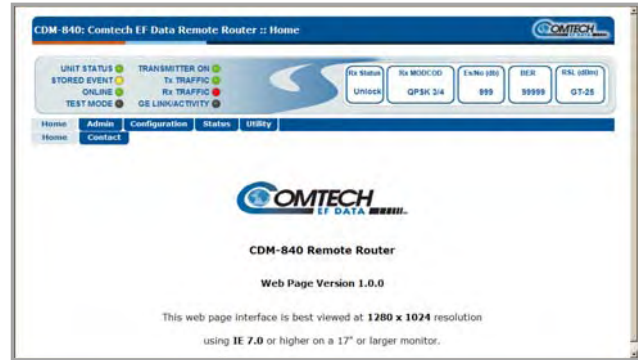 CDM-840: Comtech EF Data Remote Router :: Home
COMTECH
EF DATA
UNIT STATUS
TRANSMITTER ON
STORED EVENT
Tx TRAFFIC
ONLINE
Rx TRAFFIC
TEST MODE
GE LINK/ACTIVITY
Rx Status
Unlock
Rx MODCOD
QPSK 3/4
Es/No (db)
999
BER
99999
RSL (dBm)
GT-25
Home Admin Configuration Status Utility
Home Contact
COMTECH
EF DATA
CDM-840 Remote Router
Web Page Version 1.0.0
This web page interface is best viewed at 1280 x 1024 resolution
using IE 7.0 or higher on a 17" or larger monitor.